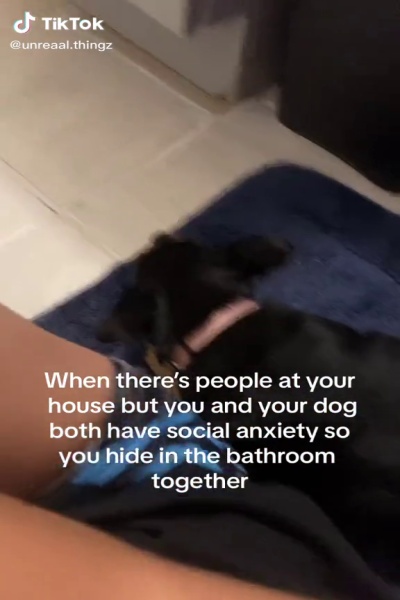 TikTok
@unreaal.thingz
When there's people at your
house but you and your dog
both have social anxiety so
you hide in the bathroom
together